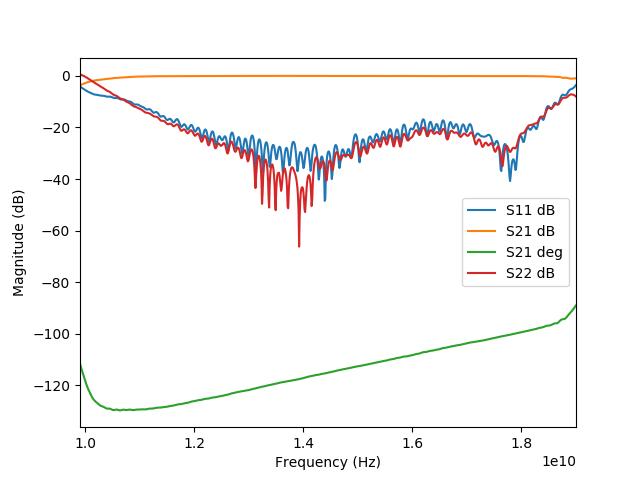 0
−20
−40
−60
−80
−100
−120
Magnitude (dB)
S11 dB
S21 dB
S21 deg
S22 dB
1.0 1.2 1.4 1.6 1.8
1e10
Frequency (Hz)